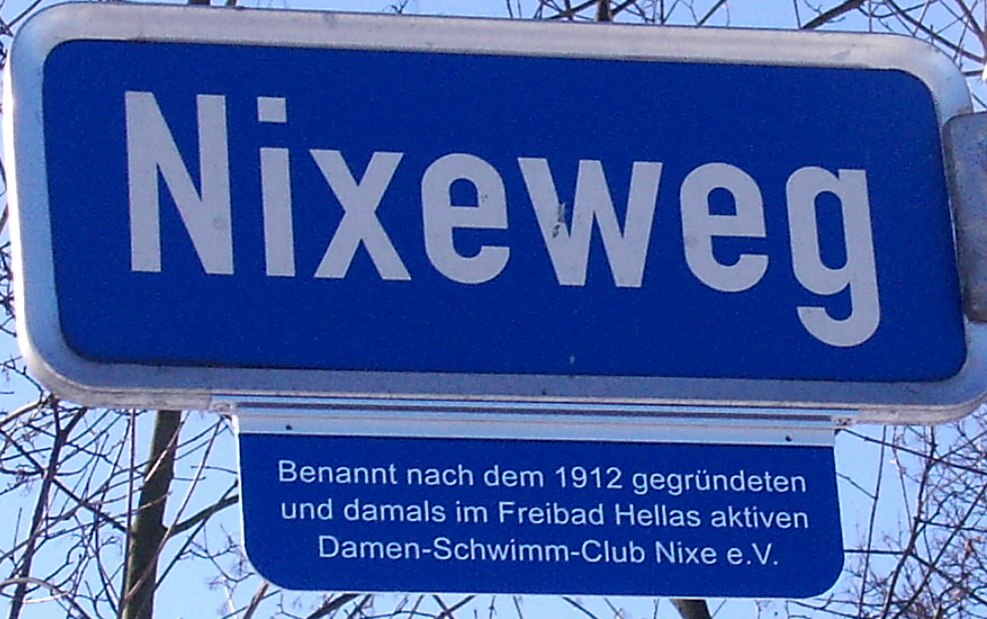 Nixeweg
Benannt nach dem 1912 gegründeten
und damals im Freibad Hellas aktiven
Damen-Schwimm-Club Nixe e.V.